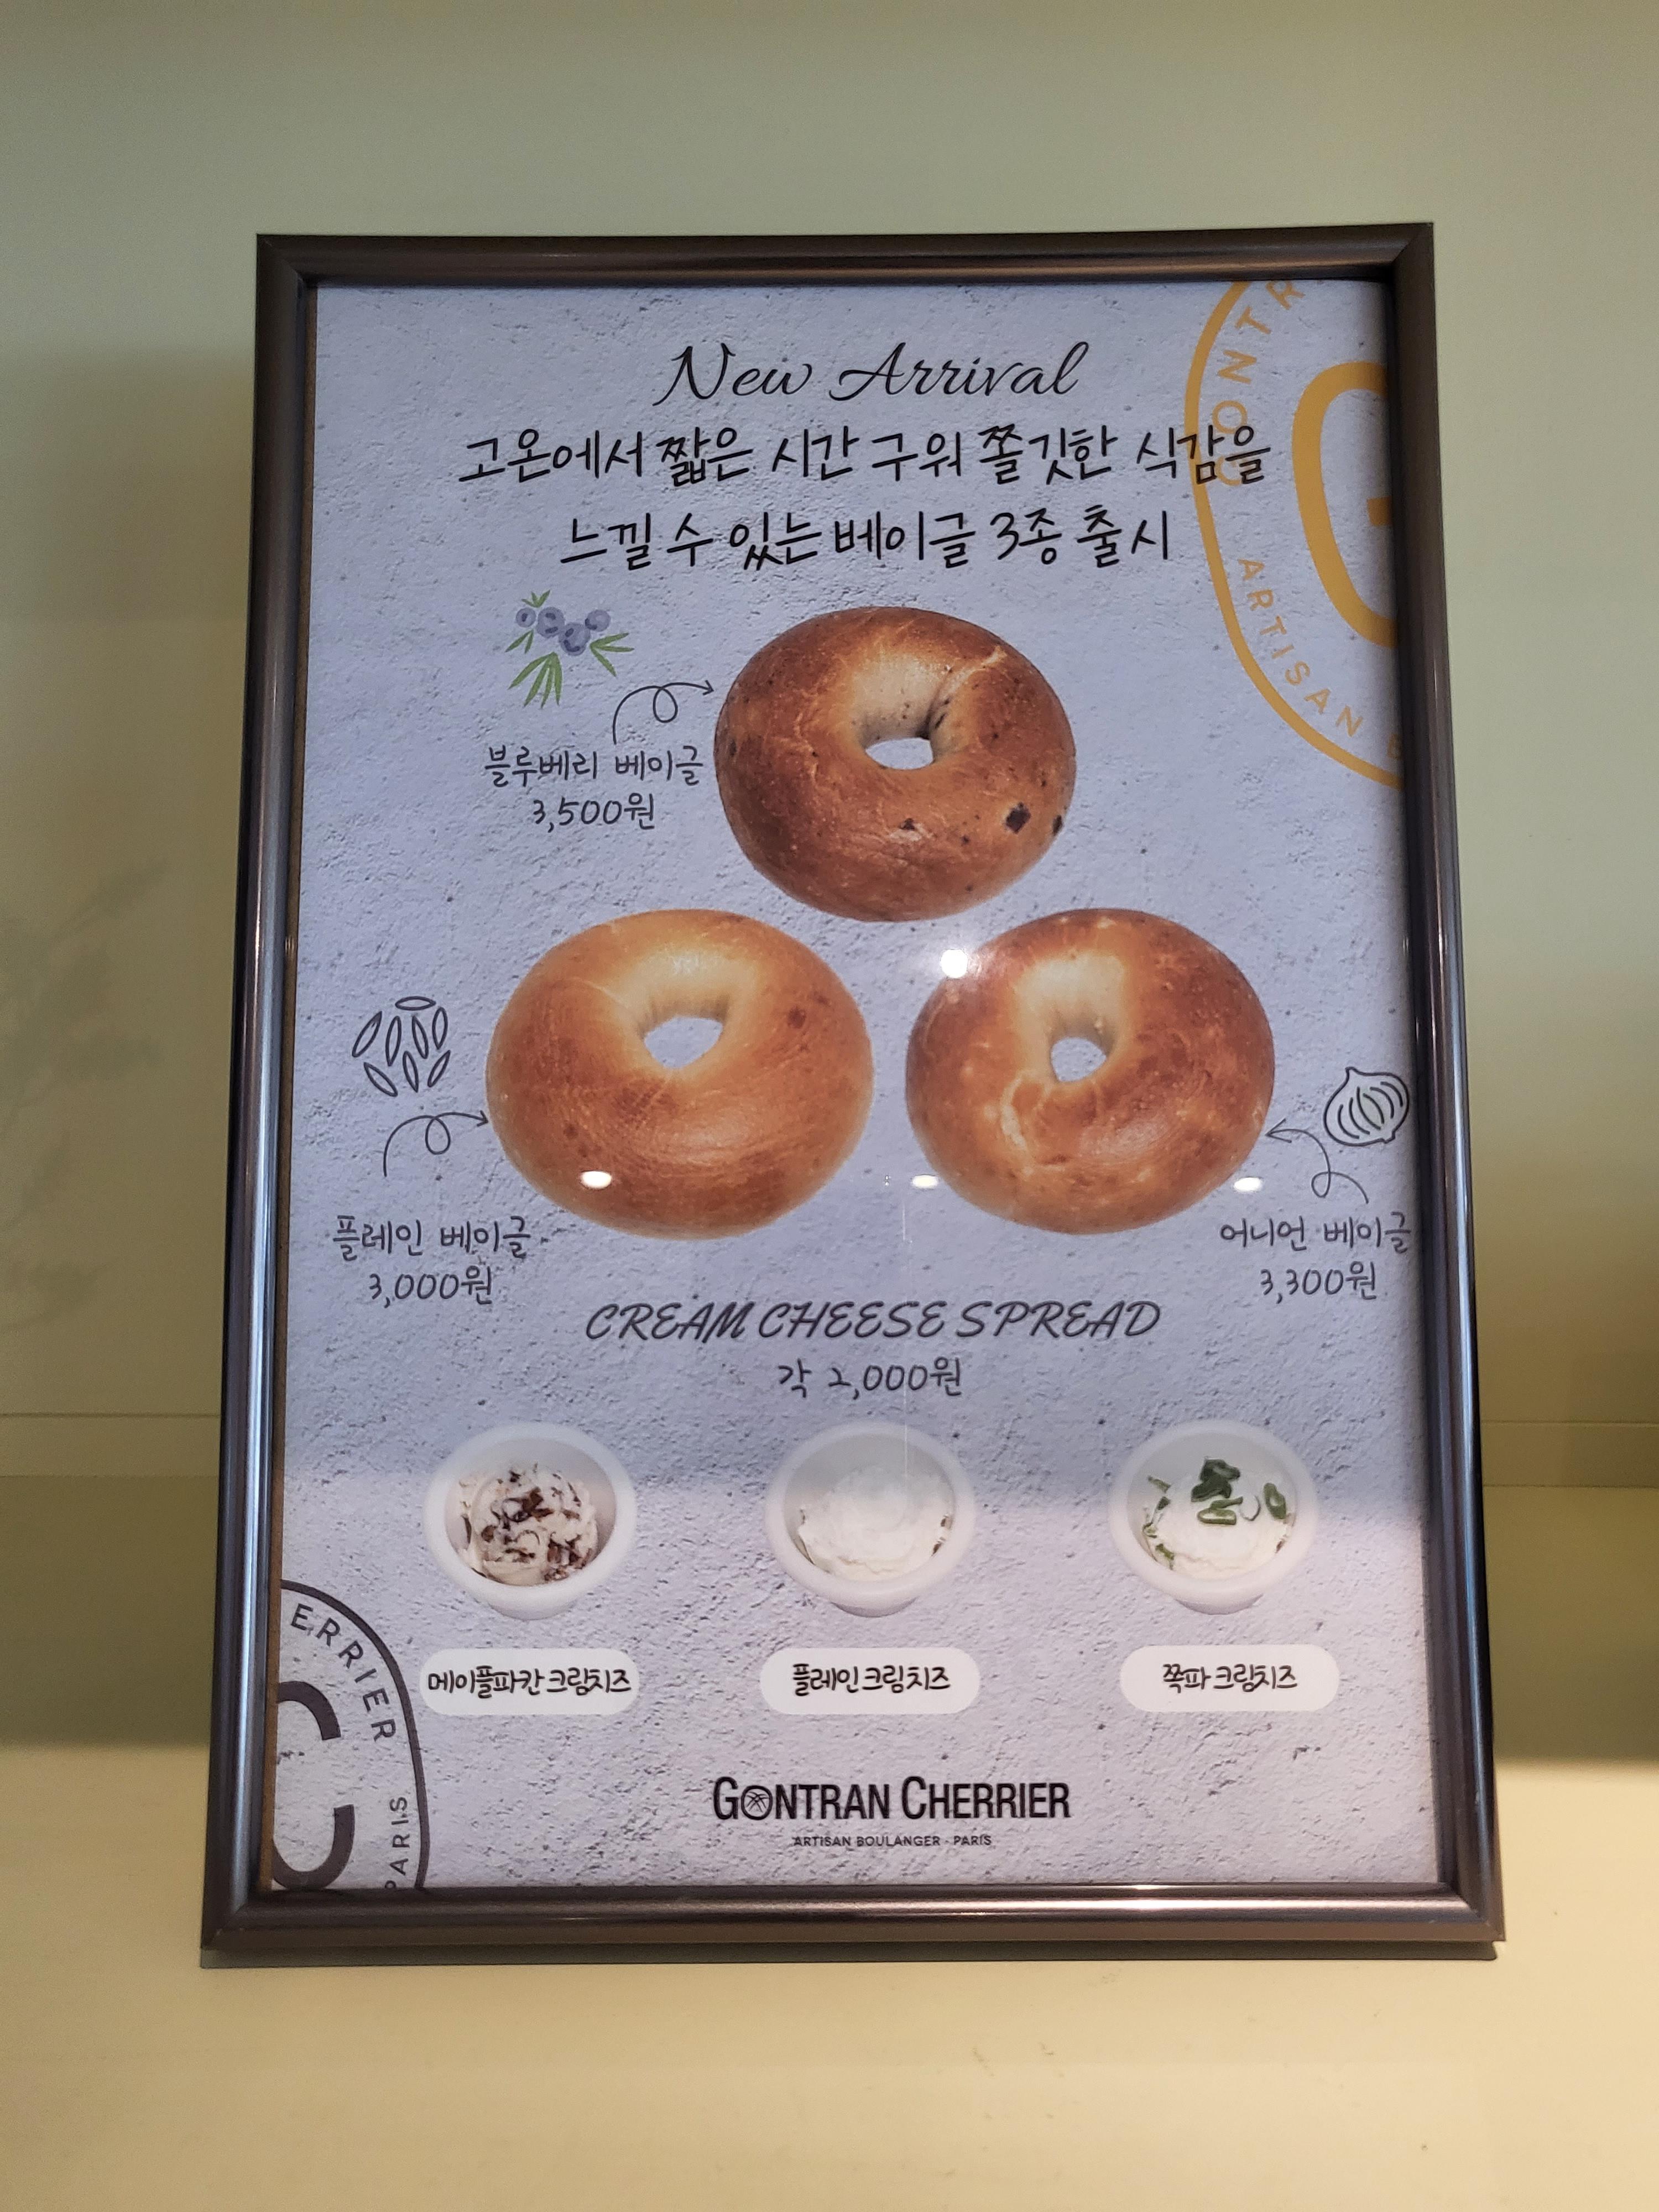 New Arrival
고온에서 짧은 시간 구워 쫄깃한 식감을
느낄 수 있는 베이글 3종 출시
CONTR
ARTISAN
블루베리 베이글
3,500원
플레인 베이글
3,000원
어니언 베이글
3,300원
CREAM CHEESE SPREAD
각 2,000원
메이플파칸 크림치즈
플레인 크림치즈
쪽파 크림치즈
ERRIER
C
PARIS
GONTRAN CHERRIER
ARTISAN BOULANGER · PARIS